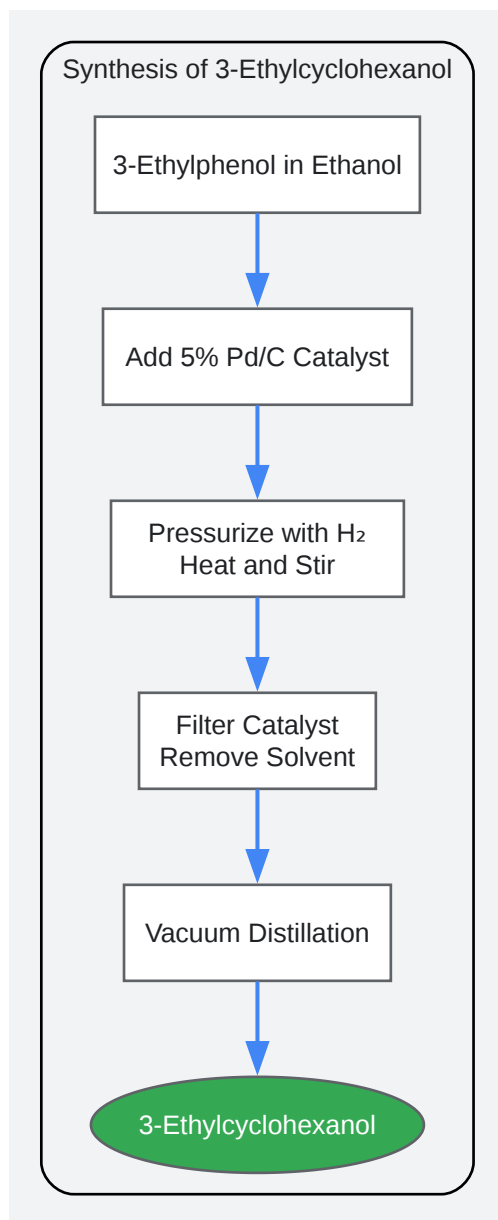 Synthesis of 3-Ethylcyclohexanol
3-Ethylphenol in Ethanol
Add 5% Pd/C Catalyst
Pressurize with H₂
Heat and Stir
Filter Catalyst
Remove Solvent
Vacuum Distillation
3-Ethylcyclohexanol